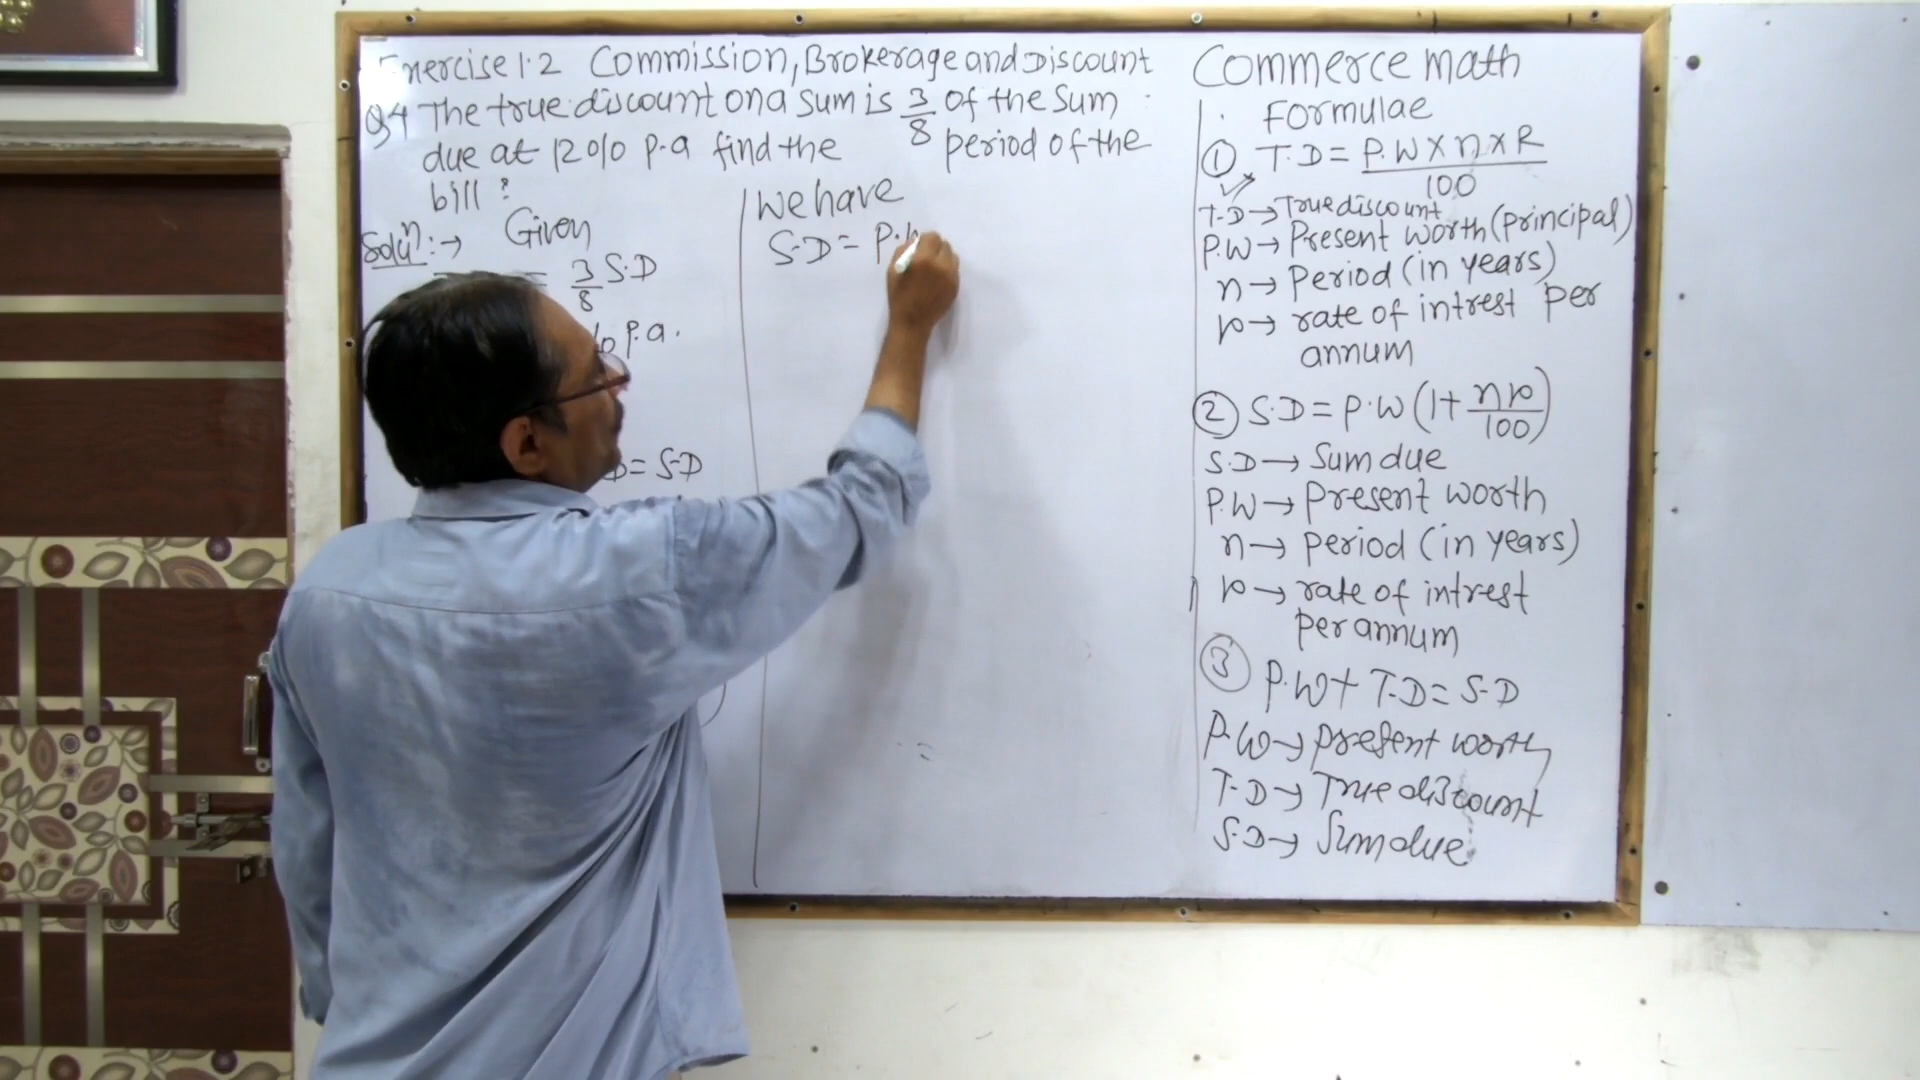 Exercise 1.2 Commission, Brokerage and Discount
Q4 The true discount on a sum is 3/8 of the sum
due at 12% p.a find the period of the
bill ?
Soluⁿ :→ Given
= 3/8 S.D
% p.a.
D = S.D
We have
S.D = P.W
Commerce math
Formulae
① T.D = P.W x n x R / 100
T.D → True discount
P.W → Present worth (principal)
n → Period (in years)
r → rate of intrest per
annum
② S.D = P.W (1 + nr/100)
S.D → Sum due
P.W → Present worth
n → Period (in years)
r → rate of intrest
per annum
③ P.W + T.D = S.D
P.W → present worth
T.D → True discount
S.D → Sum due